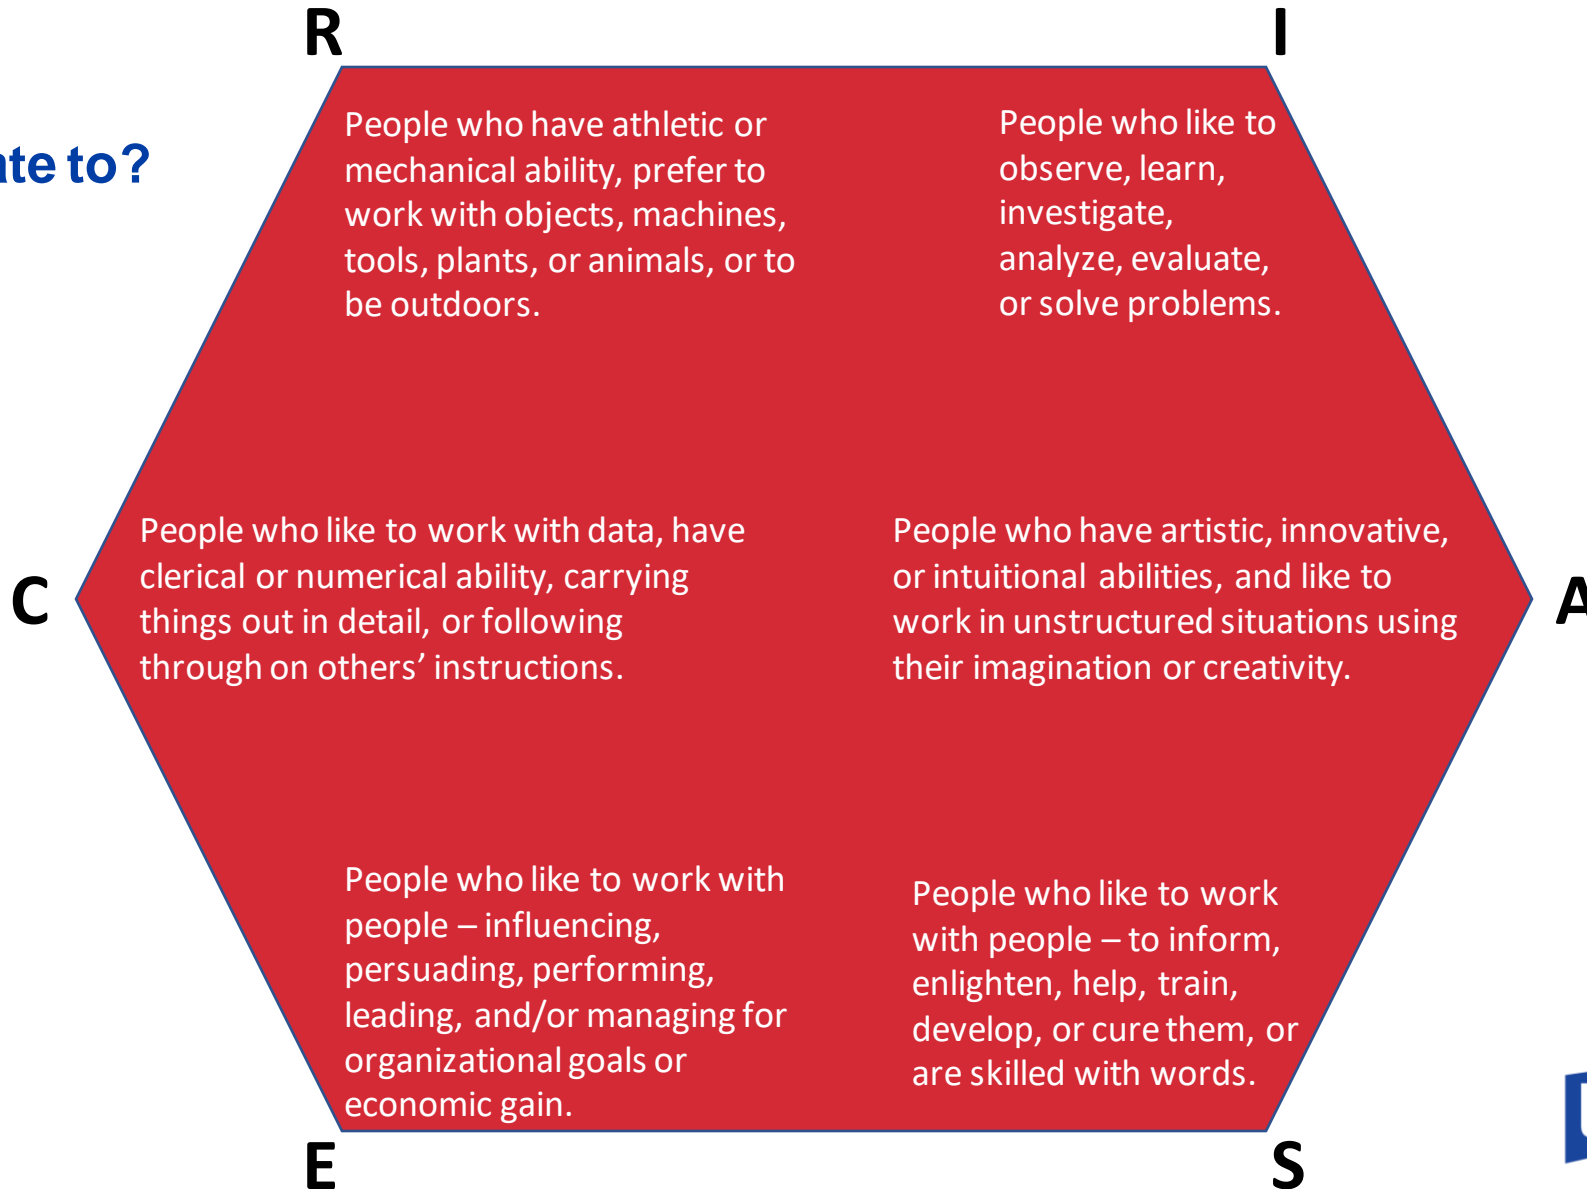 R
I
ate to?
People who have athletic or
mechanical ability, prefer to
work with objects, machines,
tools, plants, or animals, or to
be outdoors.
People who like to
observe, learn,
investigate,
analyze, evaluate,
or solve problems.
C
People who like to work with data, have
clerical or numerical ability, carrying
things out in detail, or following
through on others’ instructions.
People who have artistic, innovative,
or intuitional abilities, and like to
work in unstructured situations using
their imagination or creativity.
A
People who like to work with
people – influencing,
persuading, performing,
leading, and/or managing for
organizational goals or
economic gain.
People who like to work
with people – to inform,
enlighten, help, train,
develop, or cure them, or
are skilled with words.
E
S